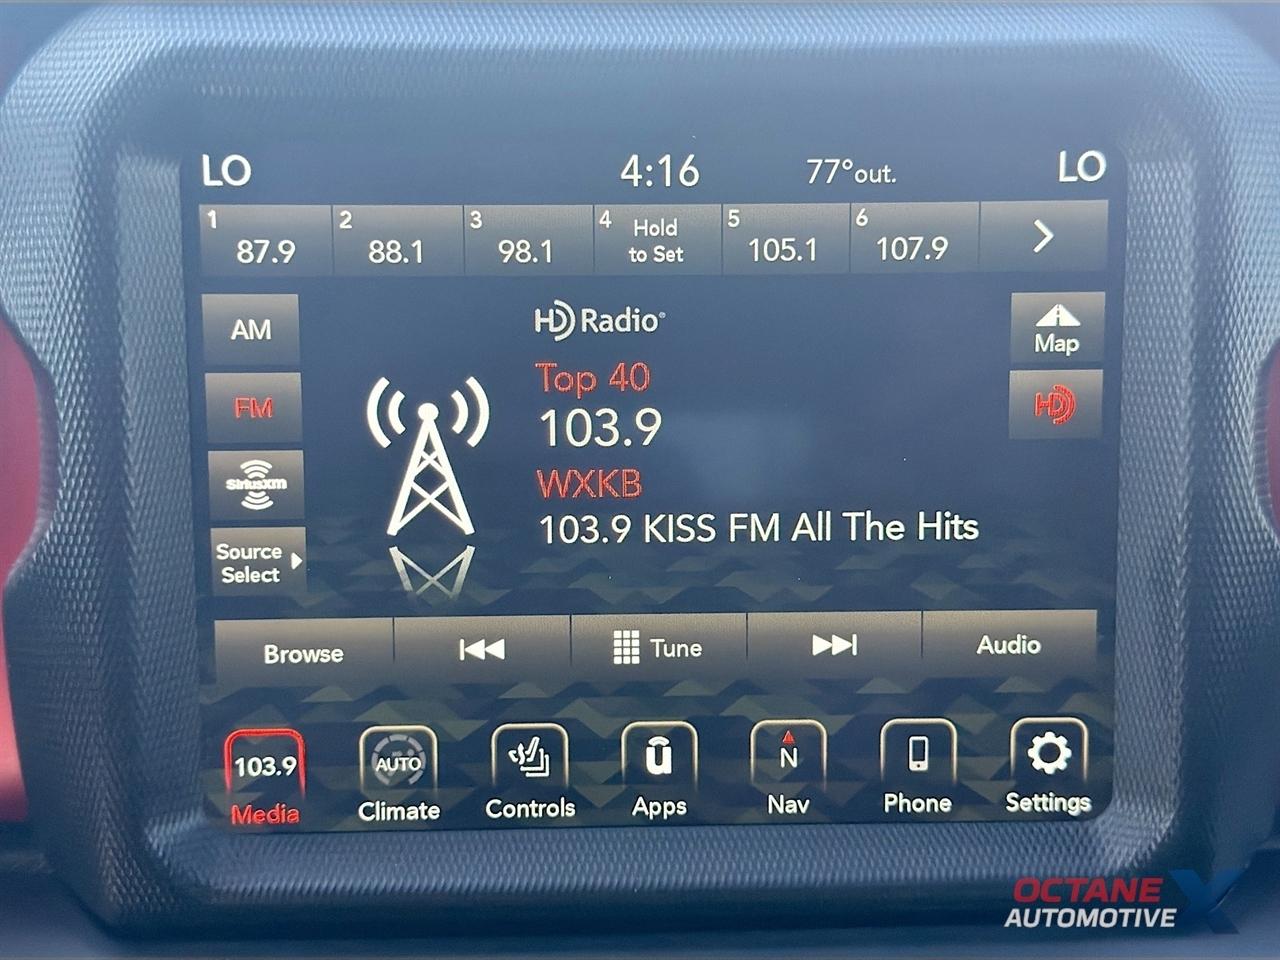 LO 4:16 77°out. LO
1 2 3 4 Hold 5 6
87.9 88.1 98.1 to Set 105.1 107.9
AM
HD Radio®
Map
Top 40
FM
HD
103.9
SiriusXM
WXKB
103.9 KISS FM All The Hits
Source
Select
Browse Tune Audio
103.9 AUTO u N
Media Climate Controls Apps Nav Phone Settings
OCTANE X
AUTOMOTIVE